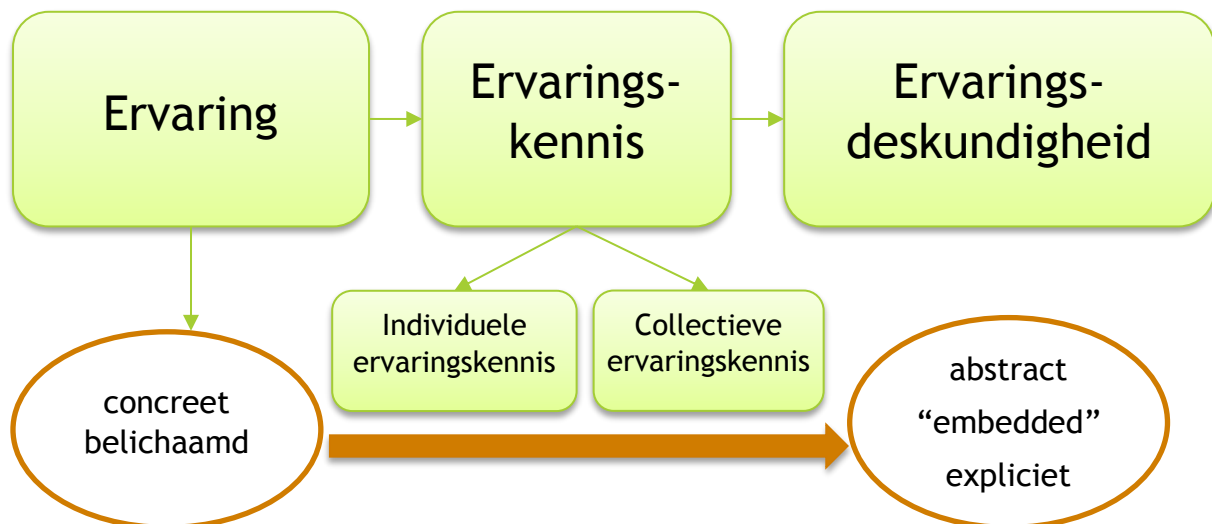 Ervaring
Ervarings-
kennis
Ervarings-
deskundigheid
Individuele
ervaringskennis
Collectieve
ervaringskennis
concreet
belichaamd
abstract
“embedded”
expliciet